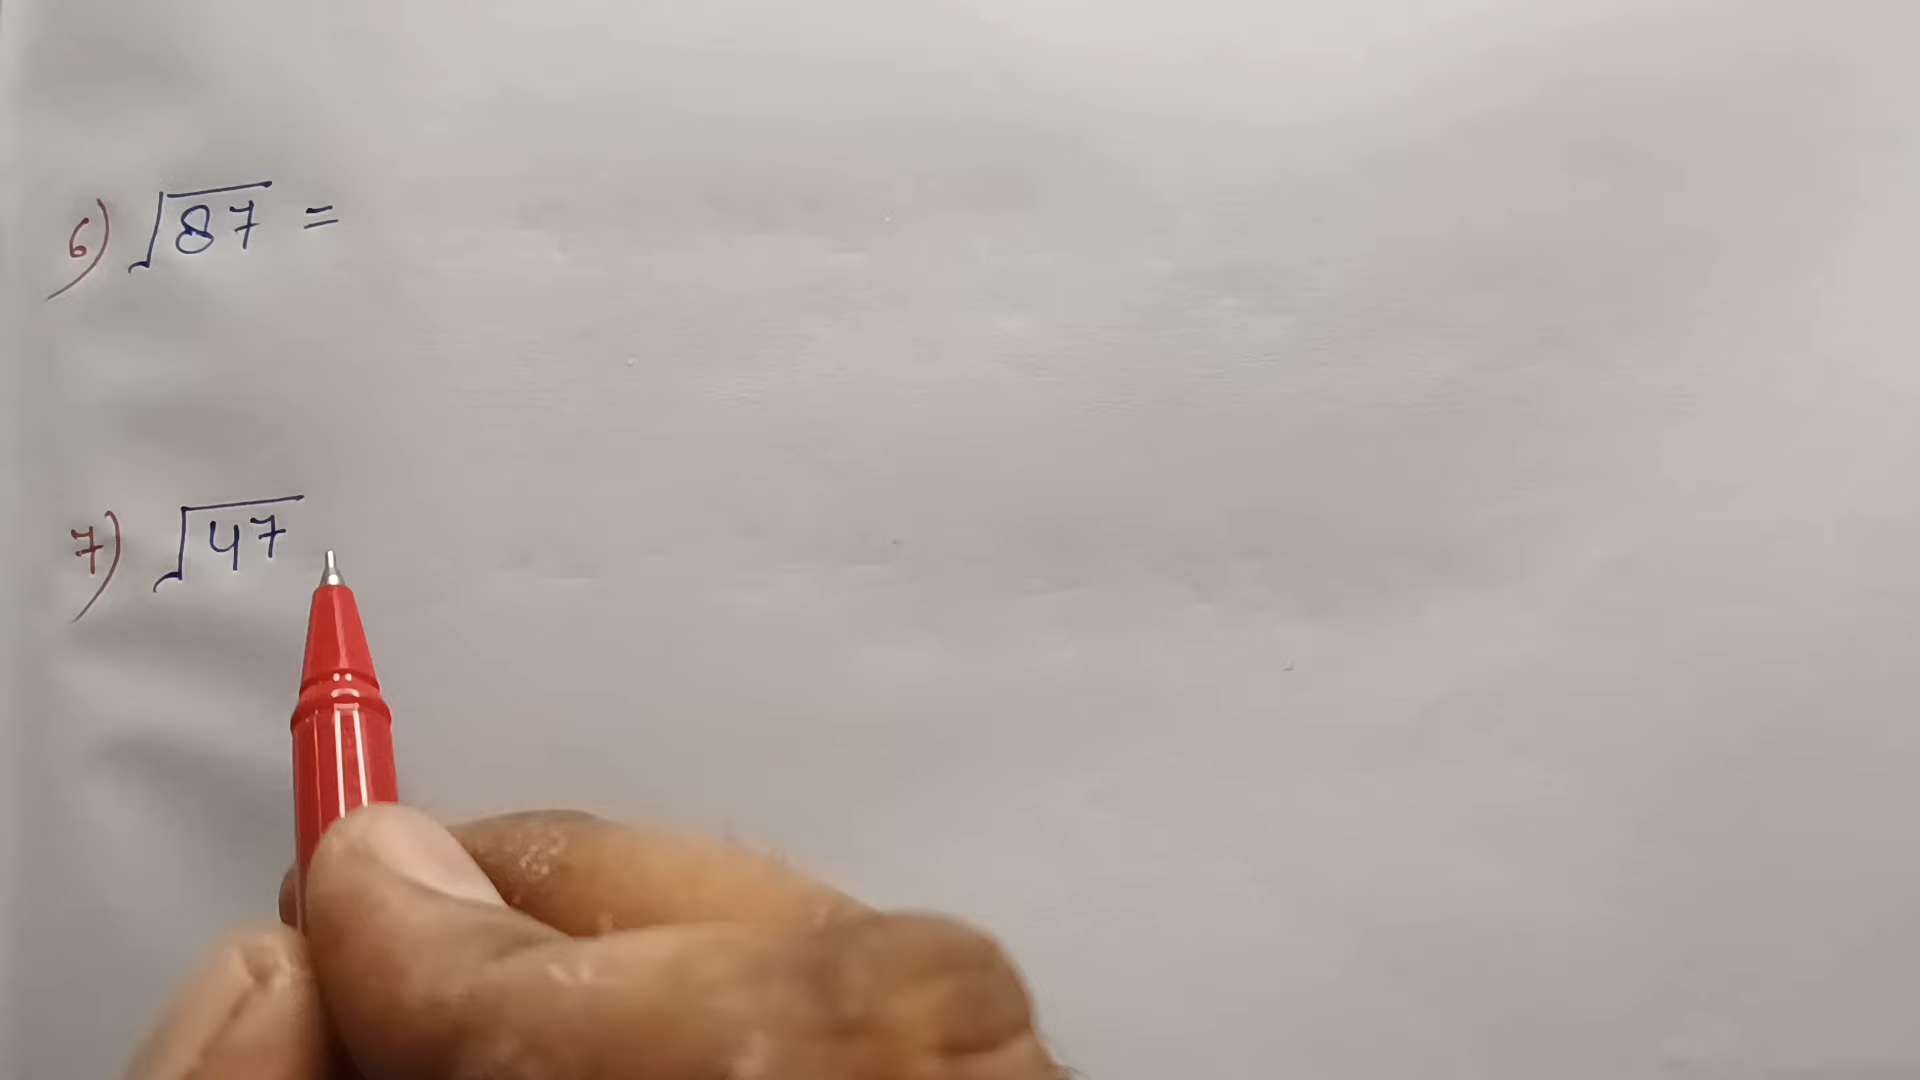 6) √87 =
7) √47